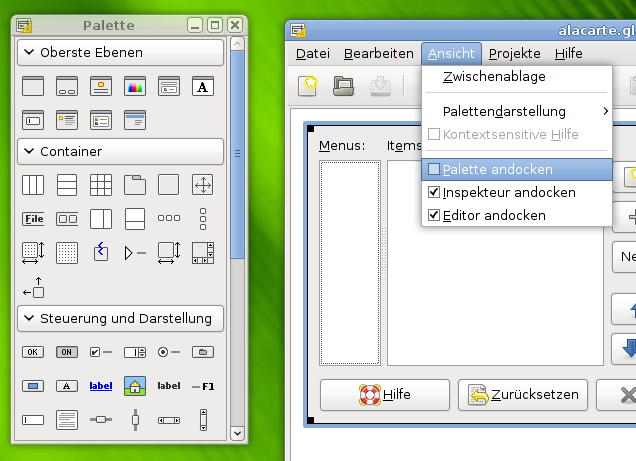 Palette
Oberste Ebenen
A
Container
File
Steuerung und Darstellung
OK
ON
A
label
label
F1
alacarte.gl
Datei Bearbeiten Ansicht Projekte Hilfe
Zwischenablage
Palettendarstellung
Kontextsensitive Hilfe
Palette andocken
Inspekteur andocken
Editor andocken
Menus:
Items
Ne
Hilfe
Zurücksetzen